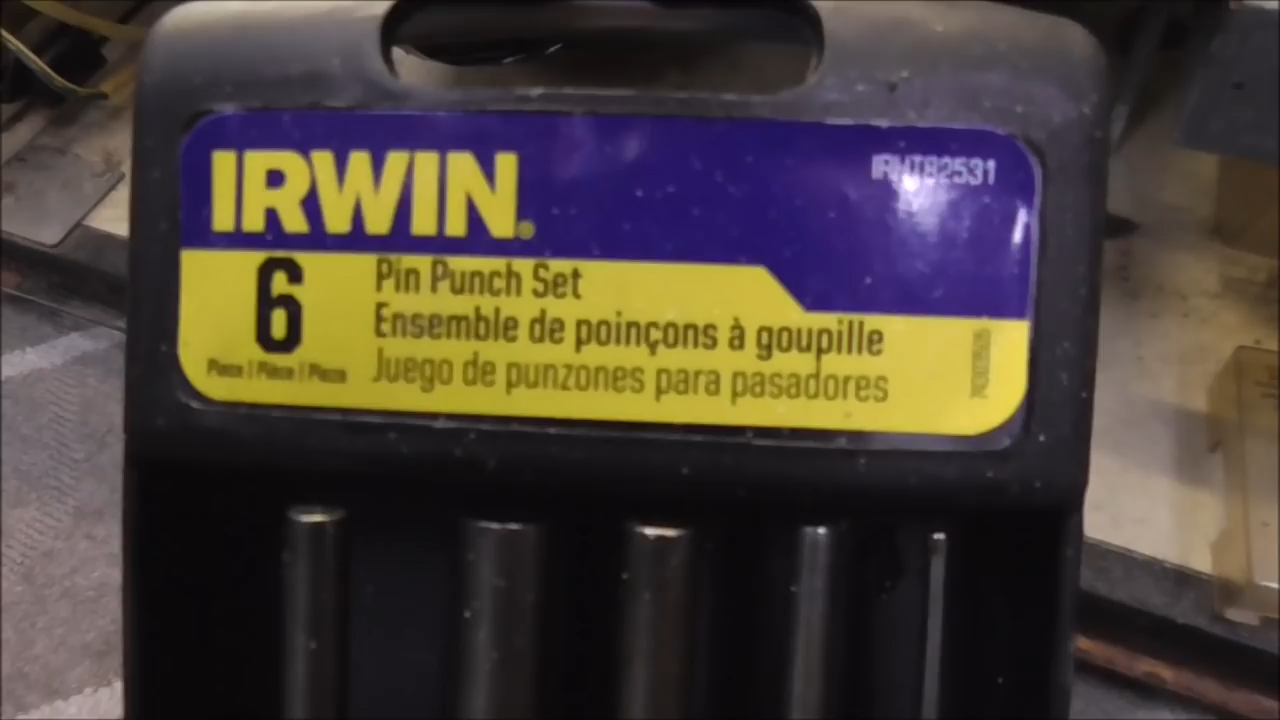 IRWIN.
IRHT82531
6
Pin Punch Set
Ensemble de poinçons à goupille
Juego de punzones para pasadores
Piece | Pièce | Pieza